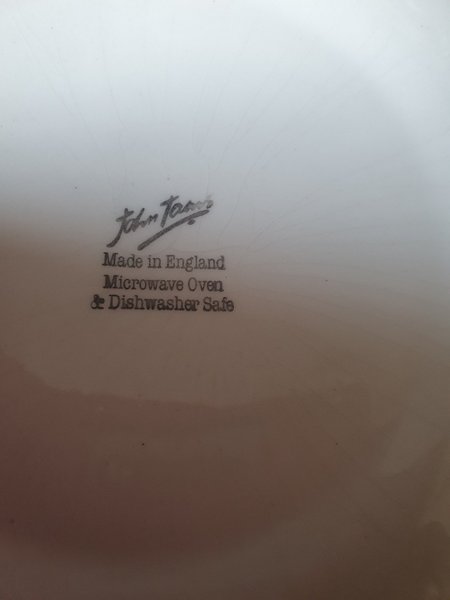 John Tams
Made in England
Microwave Oven
& Dishwasher Safe